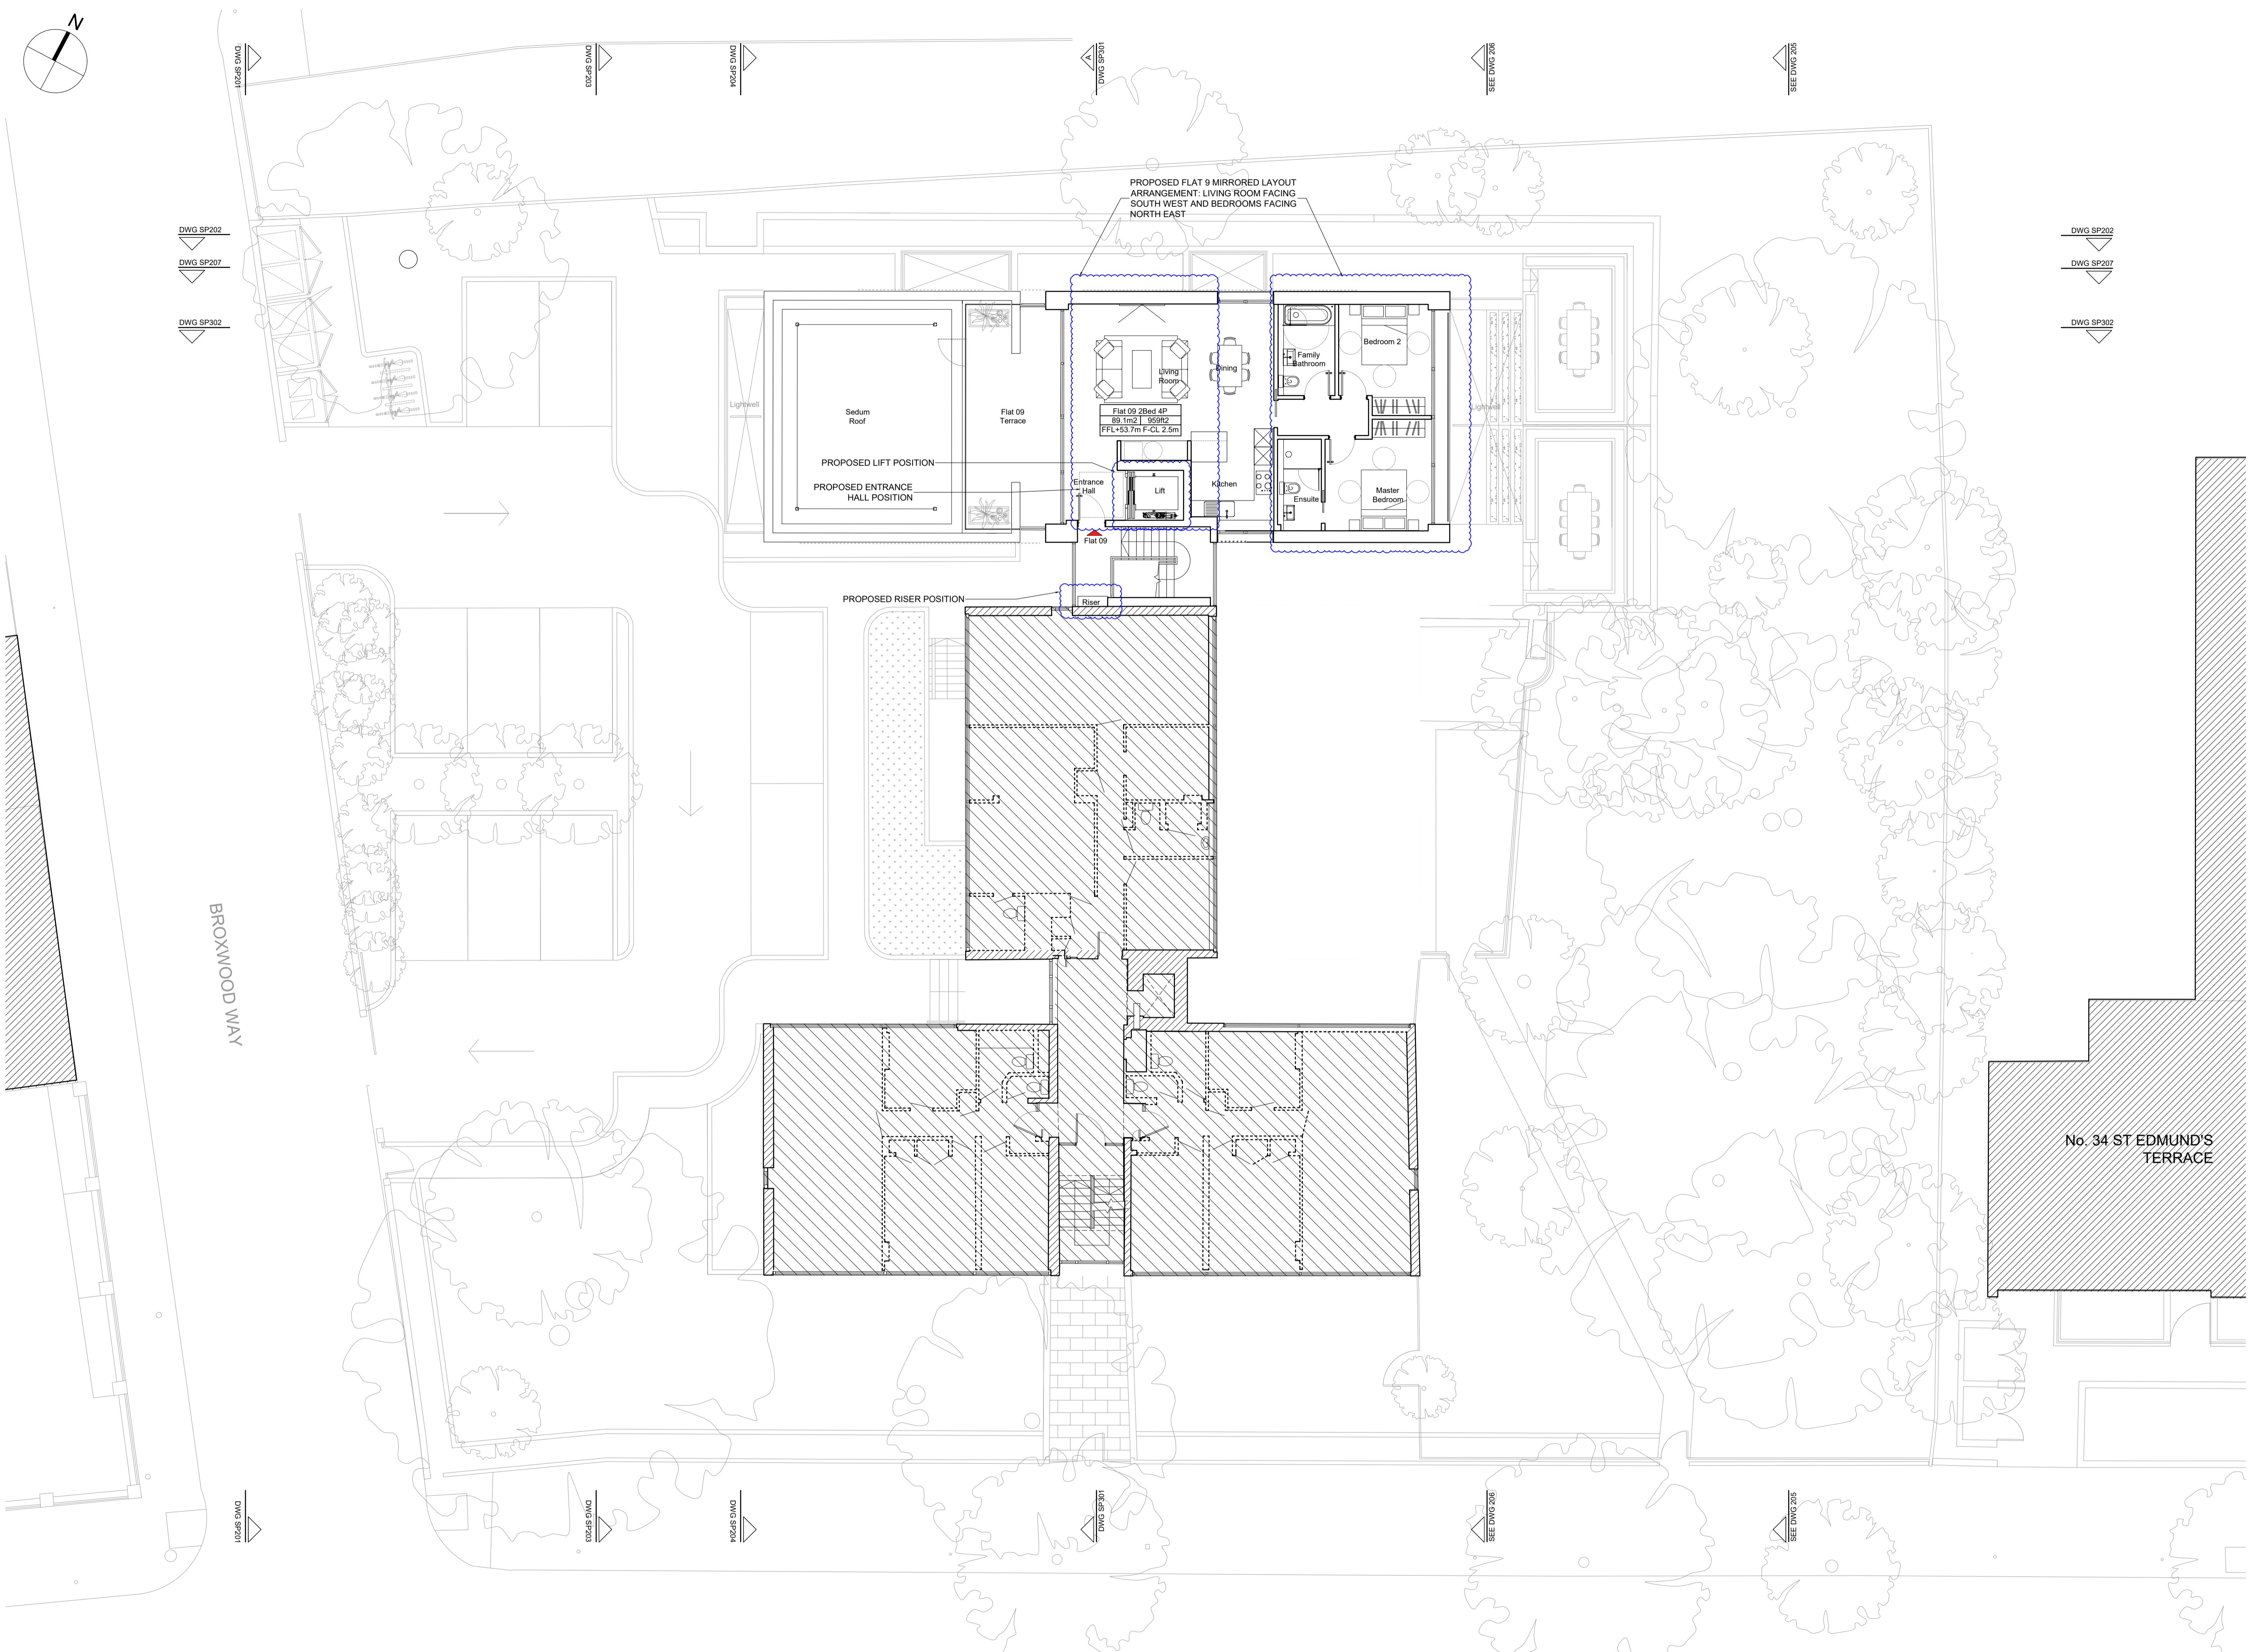 N
DWG SP201
DWG SP203
DWG SP204
A
DWG SP301
SEE DWG 206
SEE DWG 205
PROPOSED FLAT 9 MIRRORED LAYOUT
ARRANGEMENT: LIVING ROOM FACING
SOUTH WEST AND BEDROOMS FACING
NORTH EAST
DWG SP202
DWG SP207
DWG SP302
DWG SP202
DWG SP207
DWG SP302
Lightwell
Sedum
Roof
Flat 09
Terrace
Living
Room
Dining
Family
Bathroom
Bedroom 2
Lightwell
Flat 09 2Bed 4P
89.1m2 959ft2
FFL+53.7m F-CL 2.5m
PROPOSED LIFT POSITION
PROPOSED ENTRANCE
HALL POSITION
Entrance
Hall
Lift
Kitchen
Ensuite
Master
Bedroom
Flat 09
PROPOSED RISER POSITION
Riser
BROXWOOD WAY
No. 34 ST EDMUND'S
TERRACE
DWG SP201
DWG SP203
DWG SP204
DWG SP301
SEE DWG 206
SEE DWG 205